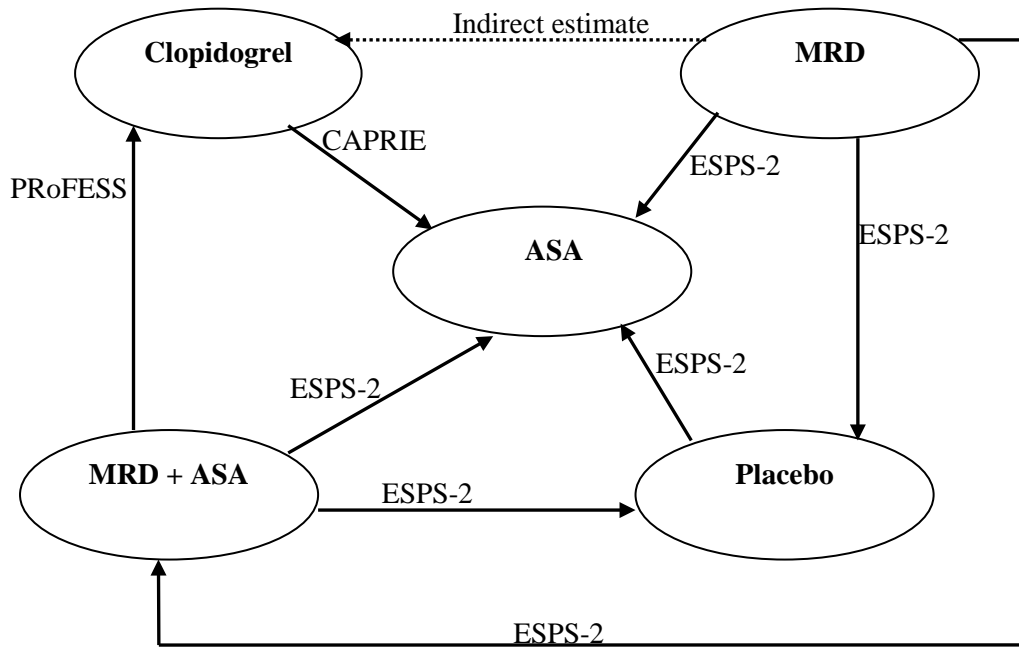 Indirect estimate
Clopidogrel
MRD
CAPRIE
ESPS-2
PRoFESS
ESPS-2
ASA
ESPS-2
ESPS-2
MRD + ASA
Placebo
ESPS-2
ESPS-2